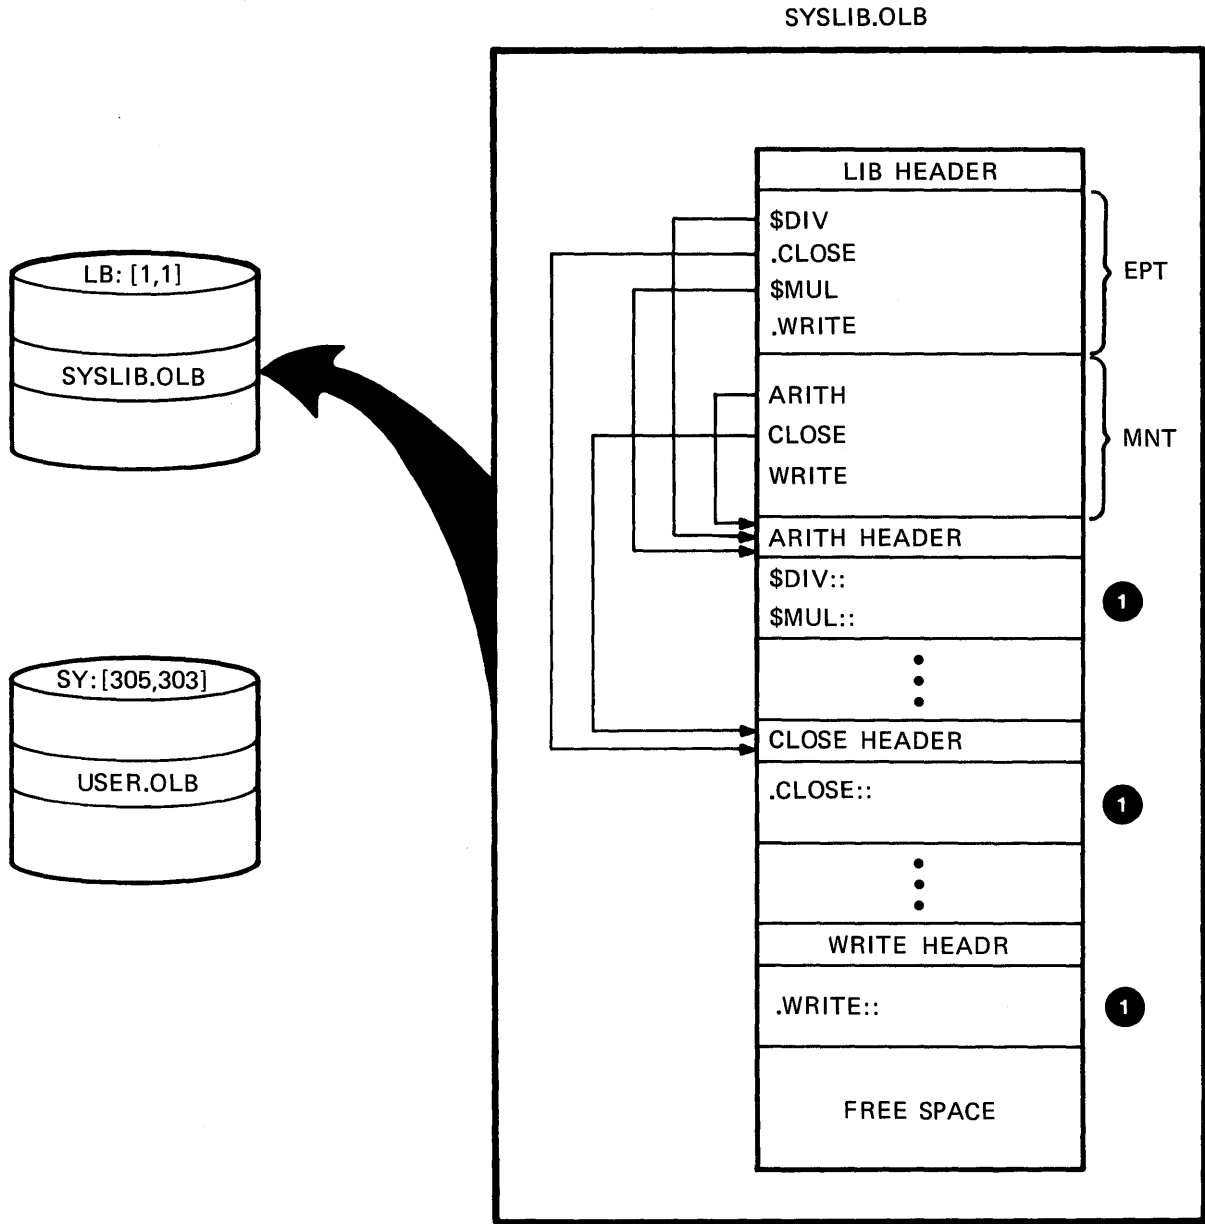 SYSLIB.OLB
LB: [1,1]
SYSLIB.OLB
SY:[305,303]
USER.OLB
LIB HEADER
$DIV
.CLOSE
$MUL
.WRITE
EPT
ARITH
CLOSE
WRITE
MNT
ARITH HEADER
$DIV::
$MUL::
1
CLOSE HEADER
.CLOSE::
1
WRITE HEADR
.WRITE::
1
FREE SPACE